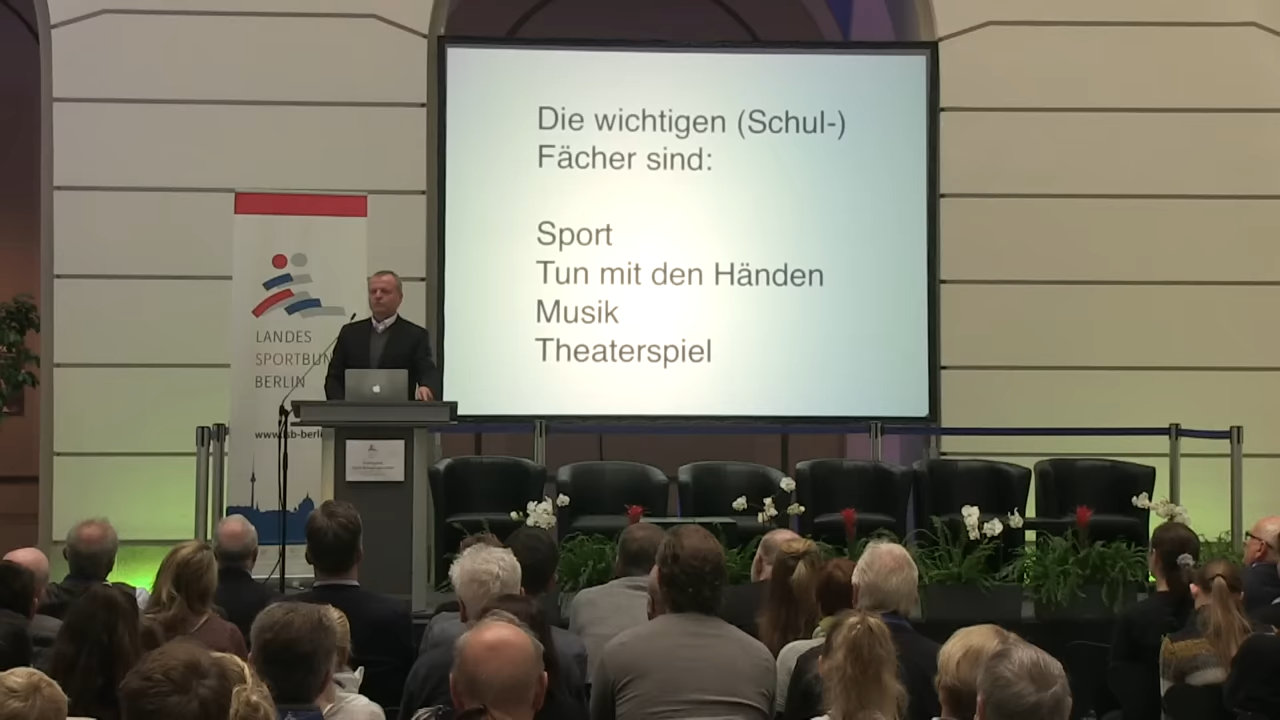 Die wichtigen (Schul-)
Fächer sind:
Sport
Tun mit den Händen
Musik
Theaterspiel
LANDES
SPORTBUN
BERLIN